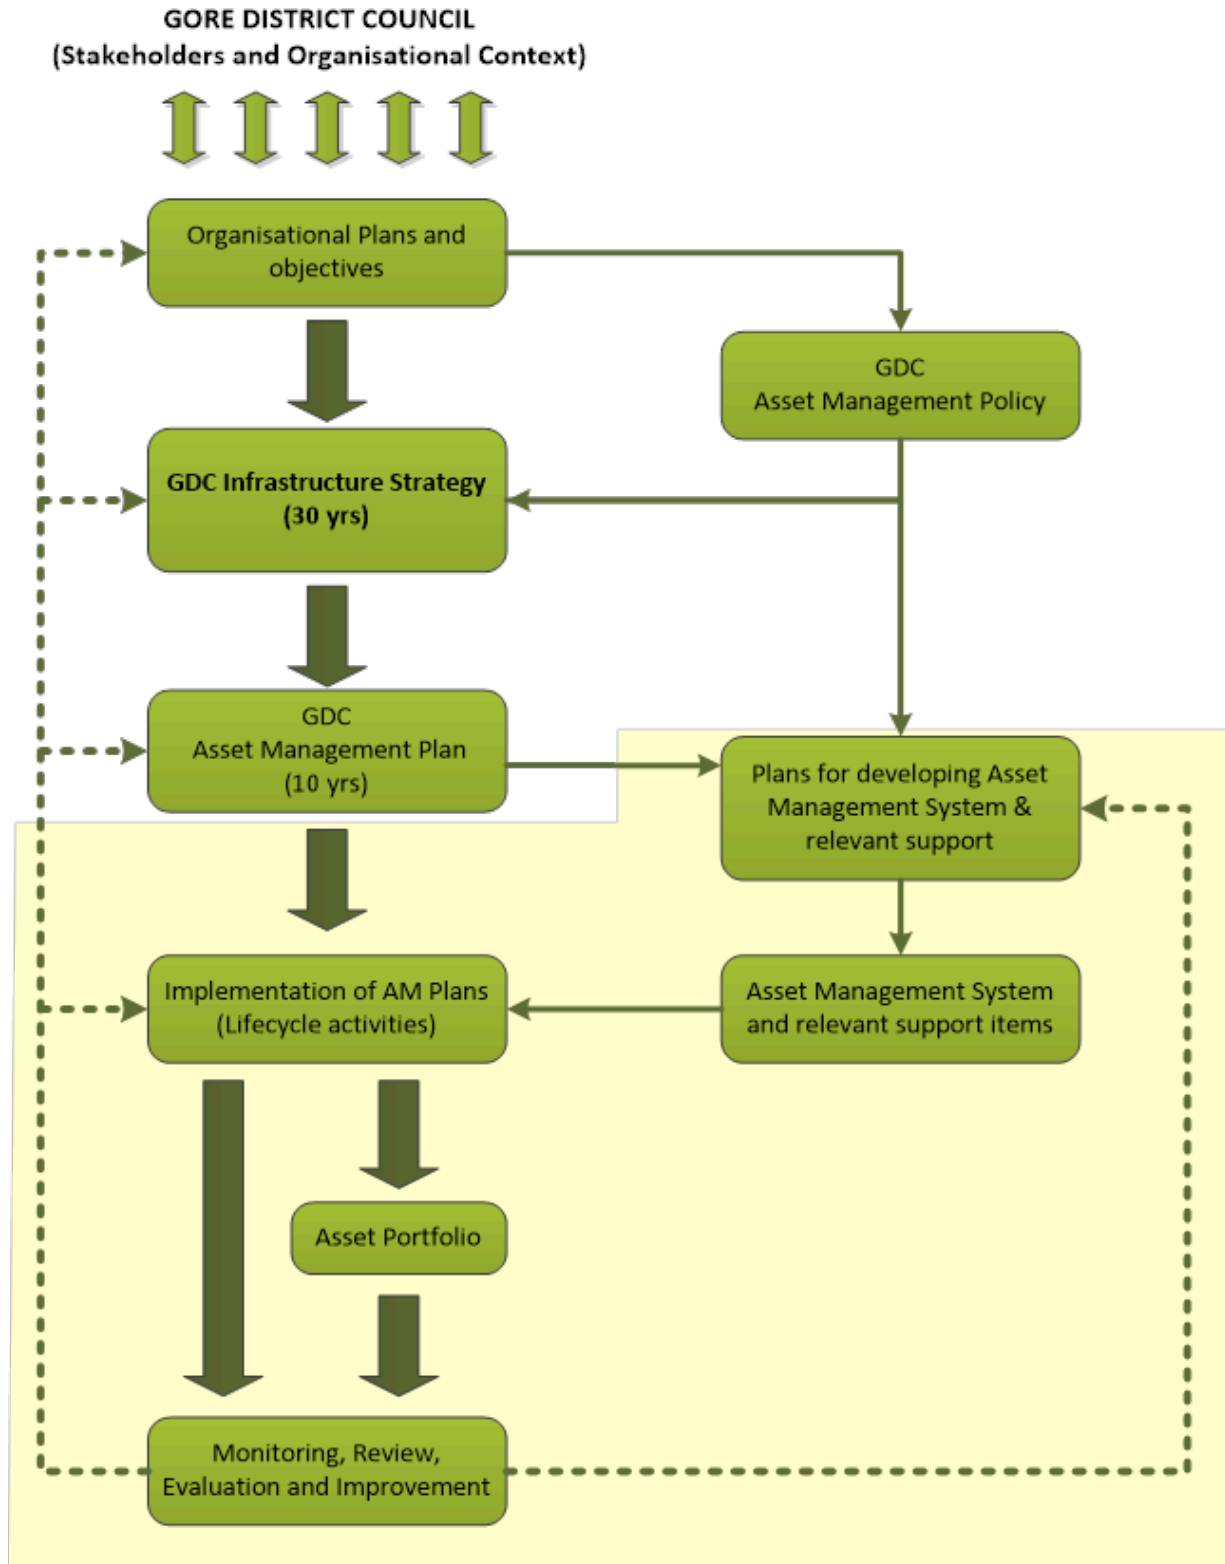 GORE DISTRICT COUNCIL
(Stakeholders and Organisational Context)
Organisational Plans and
objectives
GDC
Asset Management Policy
GDC Infrastructure Strategy
(30 yrs)
GDC
Asset Management Plan
(10 yrs)
Plans for developing Asset
Management System &
relevant support
Implementation of AM Plans
(Lifecycle activities)
Asset Management System
and relevant support items
Asset Portfolio
Monitoring, Review,
Evaluation and Improvement